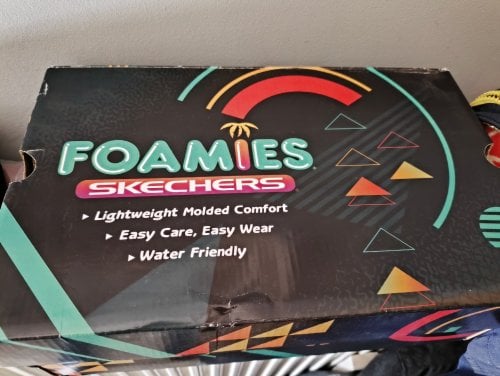 FOAMIES
SKECHERS
Lightweight Molded Comfort
Easy Care, Easy Wear
Water Friendly